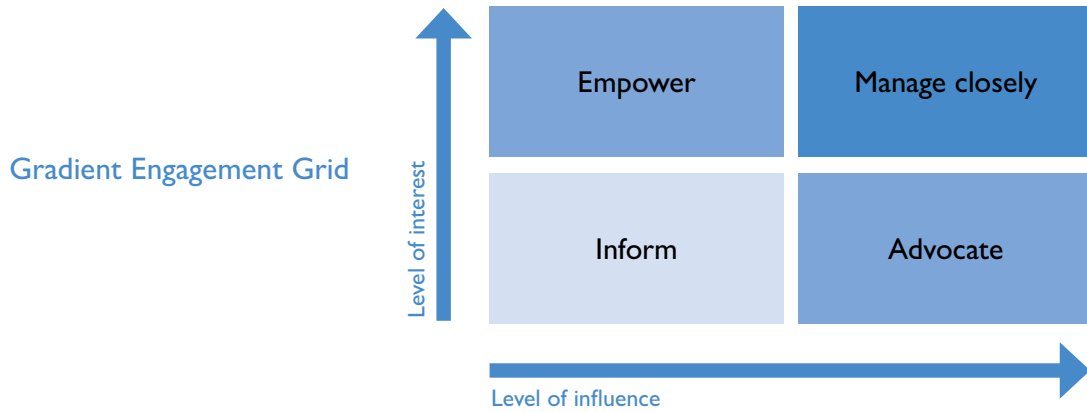 Gradient Engagement Grid
Level of interest
Empower
Manage closely
Inform
Advocate
Level of influence